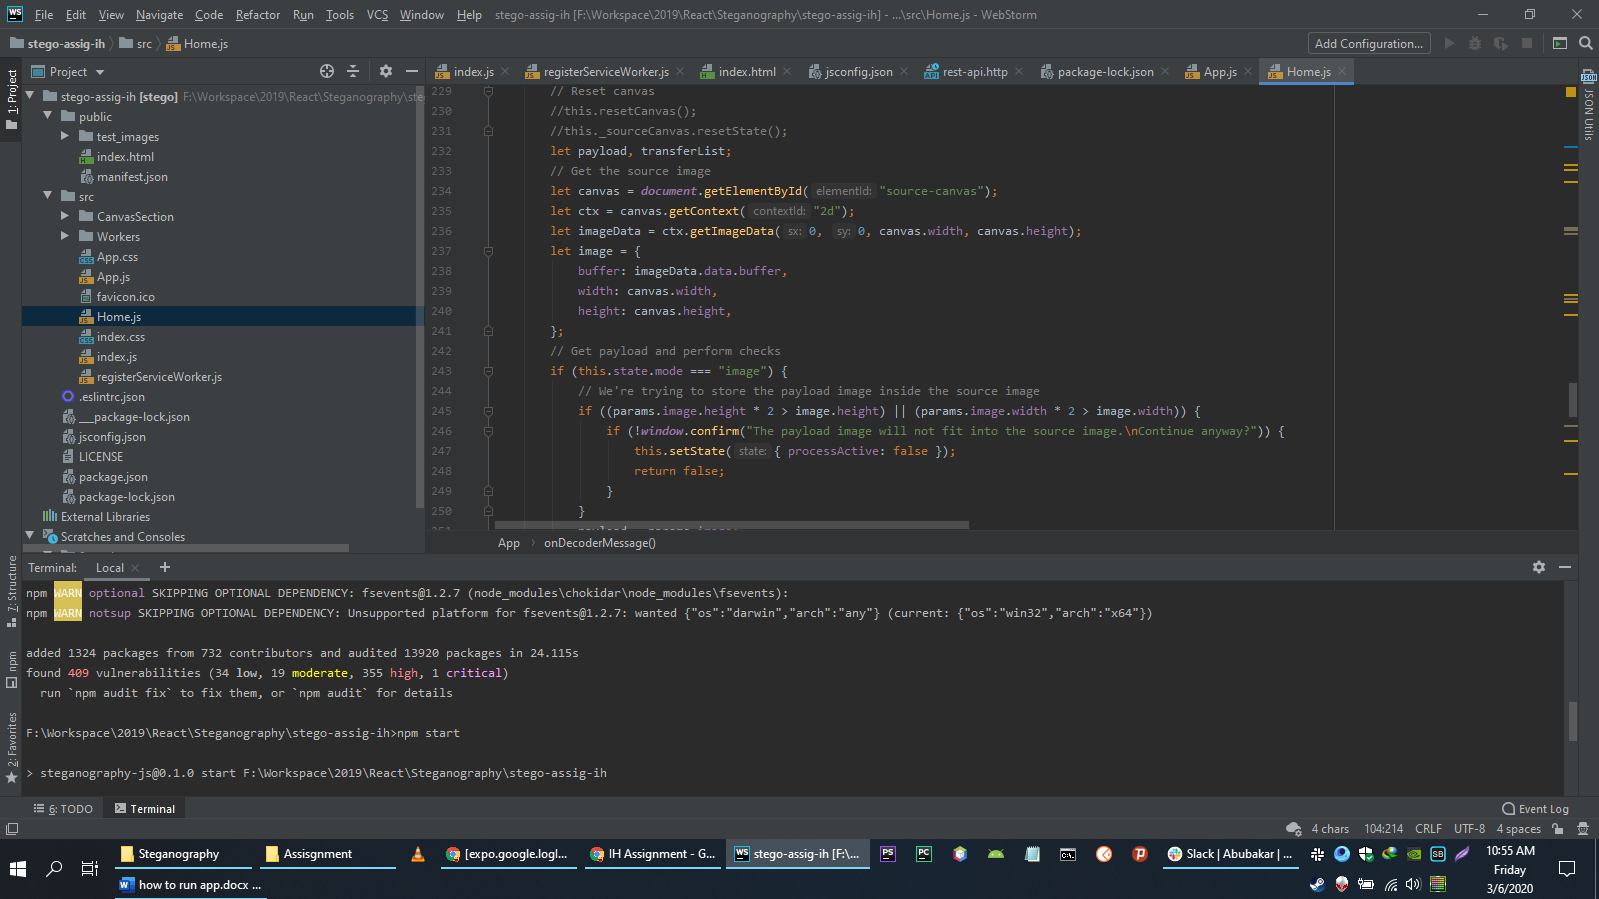 WS File Edit View Navigate Code Refactor Run Tools VCS Window Help stego-assig-ih [F:\Workspace\2019\React\Steganography\stego-assig-ih] - ...\src\Home.js - WebStorm
stego-assig-ih src Home.js Add Configuration...
Project
index.js registerServiceWorker.js index.html jsconfig.json rest-api.http package-lock.json App.js Home.js
1: Project
stego-assig-ih [stego] F:\Workspace\2019\React\Steganography\ste
public
test_images
index.html
manifest.json
src
CanvasSection
Workers
App.css
App.js
favicon.ico
Home.js
index.css
index.js
registerServiceWorker.js
.eslintrc.json
__package-lock.json
jsconfig.json
LICENSE
package.json
package-lock.json
External Libraries
Scratches and Consoles
229 // Reset canvas
230 //this.resetCanvas();
231 //this._sourceCanvas.resetState();
232 let payload, transferList;
233 // Get the source image
234 let canvas = document.getElementById( elementId: "source-canvas");
235 let ctx = canvas.getContext( contextId: "2d");
236 let imageData = ctx.getImageData( sx: 0, sy: 0, canvas.width, canvas.height);
237 let image = {
238 buffer: imageData.data.buffer,
239 width: canvas.width,
240 height: canvas.height,
241 };
242 // Get payload and perform checks
243 if (this.state.mode === "image") {
244 // We're trying to store the payload image inside the source image
245 if ((params.image.height * 2 > image.height) || (params.image.width * 2 > image.width)) {
246 if (!window.confirm("The payload image will not fit into the source image.\nContinue anyway?")) {
247 this.setState( state: { processActive: false });
248 return false;
249 }
250 }
App onDecoderMessage()
JSON Utils
Terminal: Local +
npm WARN optional SKIPPING OPTIONAL DEPENDENCY: fsevents@1.2.7 (node_modules\chokidar\node_modules\fsevents):
npm WARN notsup SKIPPING OPTIONAL DEPENDENCY: Unsupported platform for fsevents@1.2.7: wanted {"os":"darwin","arch":"any"} (current: {"os":"win32","arch":"x64"})
added 1324 packages from 732 contributors and audited 13920 packages in 24.115s
found 409 vulnerabilities (34 low, 19 moderate, 355 high, 1 critical)
run `npm audit fix` to fix them, or `npm audit` for details
F:\Workspace\2019\React\Steganography\stego-assig-ih>npm start
> steganography-js@0.1.0 start F:\Workspace\2019\React\Steganography\stego-assig-ih
7: Structure
npm
2: Favorites
6: TODO Terminal Event Log
4 chars 104:214 CRLF UTF-8 4 spaces
Steganography Assisgnment [expo.google.logI... IH Assignment - G... WS stego-assig-ih [F:\... PS PC Slack | Abubakar | ... SB 10:55 AM
Friday
how to run app.docx ... 3/6/2020